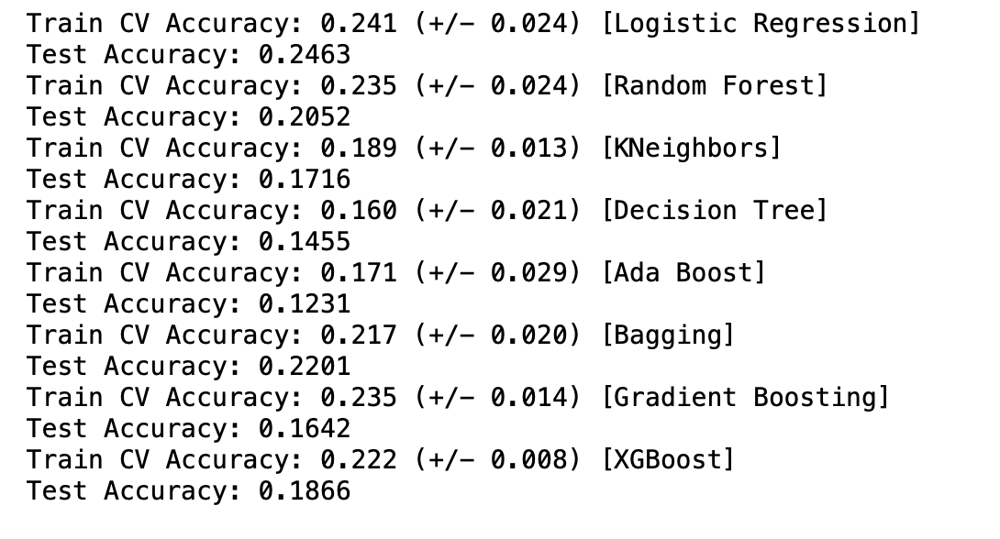 Train CV Accuracy: 0.241 (+/- 0.024) [Logistic Regression]
Test Accuracy: 0.2463
Train CV Accuracy: 0.235 (+/- 0.024) [Random Forest]
Test Accuracy: 0.2052
Train CV Accuracy: 0.189 (+/- 0.013) [KNeighbors]
Test Accuracy: 0.1716
Train CV Accuracy: 0.160 (+/- 0.021) [Decision Tree]
Test Accuracy: 0.1455
Train CV Accuracy: 0.171 (+/- 0.029) [Ada Boost]
Test Accuracy: 0.1231
Train CV Accuracy: 0.217 (+/- 0.020) [Bagging]
Test Accuracy: 0.2201
Train CV Accuracy: 0.235 (+/- 0.014) [Gradient Boosting]
Test Accuracy: 0.1642
Train CV Accuracy: 0.222 (+/- 0.008) [XGBoost]
Test Accuracy: 0.1866